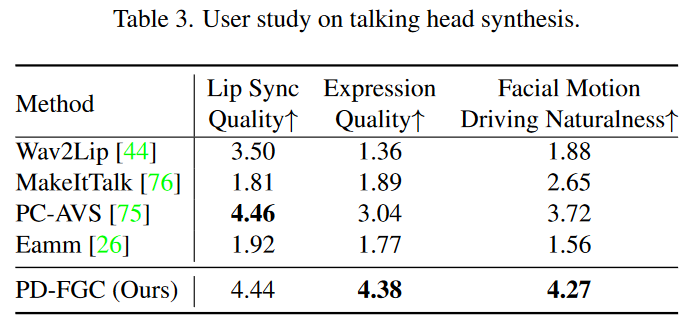 Table 3. User study on talking head synthesis.
Method Lip Sync Quality↑ Expression Quality↑ Facial Motion Driving Naturalness↑
Wav2Lip [44] 3.50 1.36 1.88
MakeItTalk [76] 1.81 1.89 2.65
PC-AVS [75] 4.46 3.04 3.72
Eamm [26] 1.92 1.77 1.56
PD-FGC (Ours) 4.44 4.38 4.27